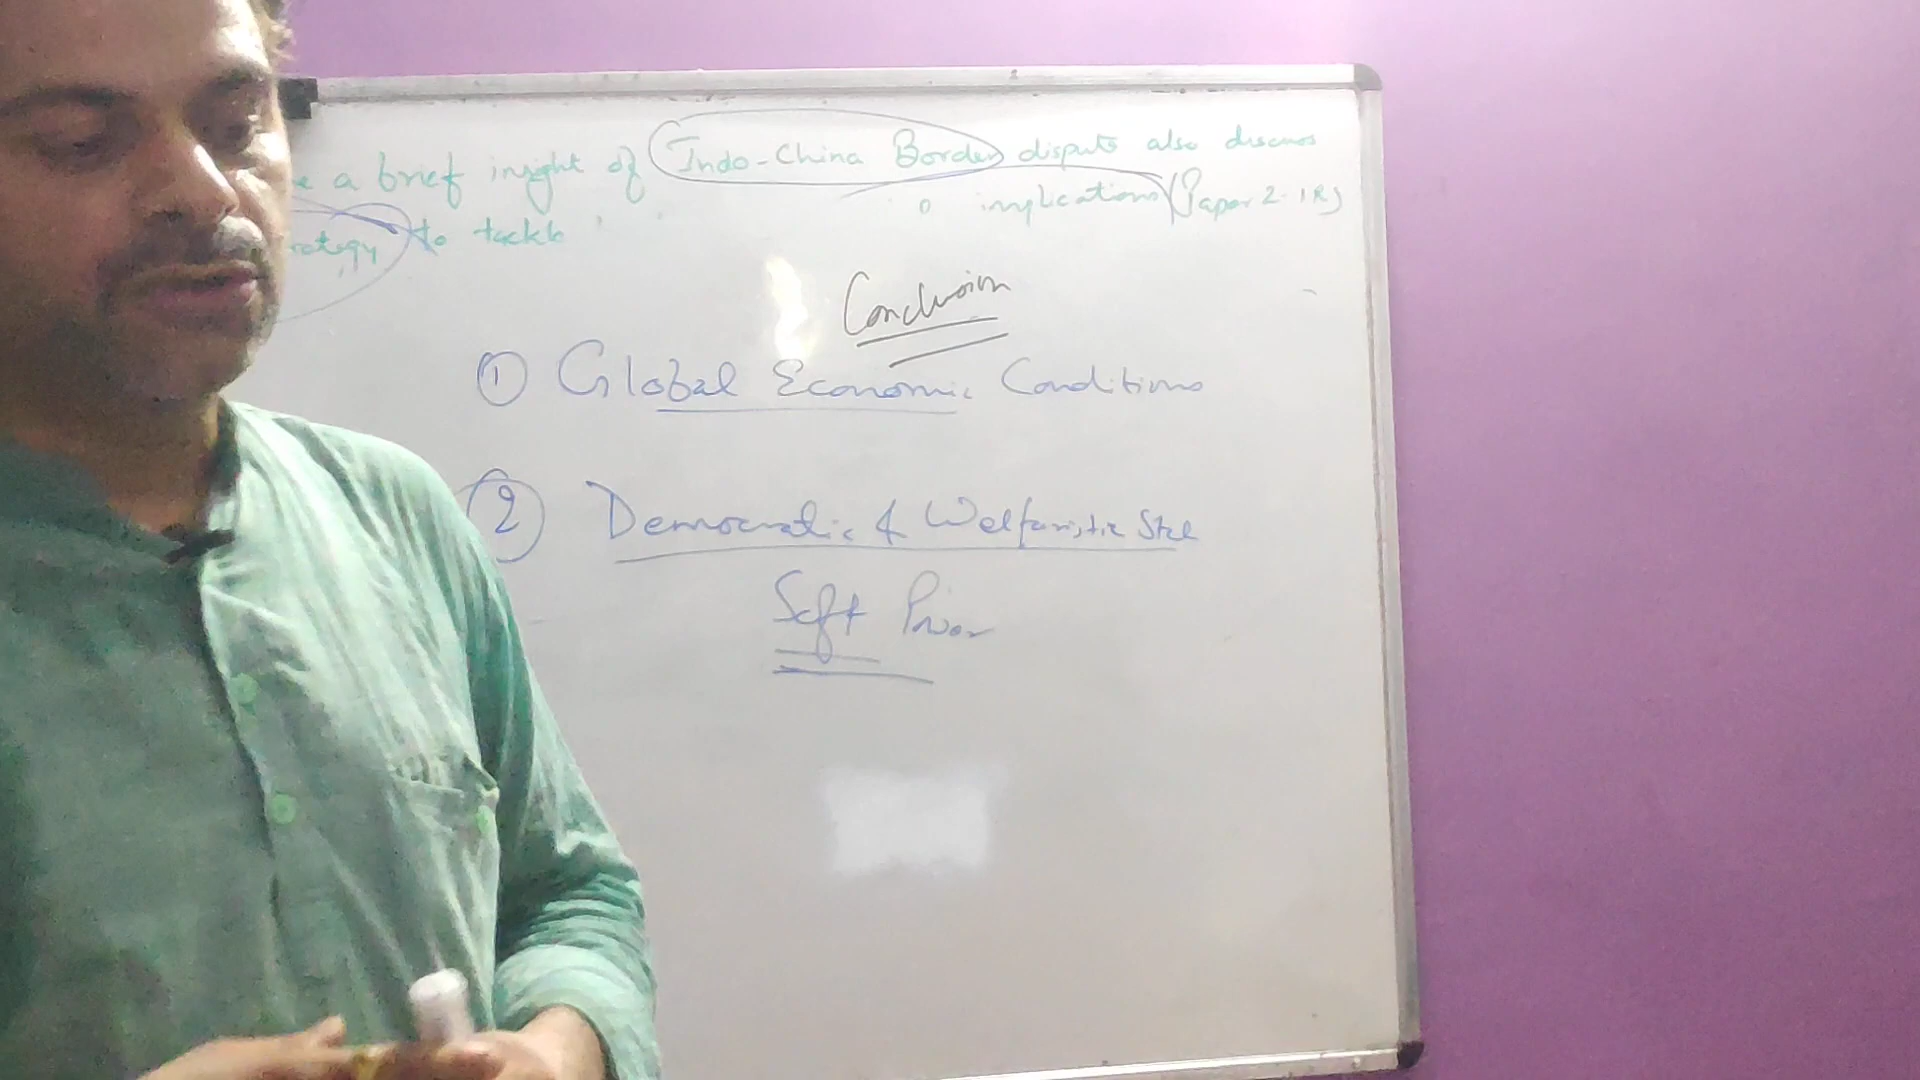 a brief insight of Indo-China Border dispute also discuss
implications (Paper 2. IR)
to tackle
Conclusion
① Global Economic Conditions
② Democratic & Welfaristic State
Soft Power